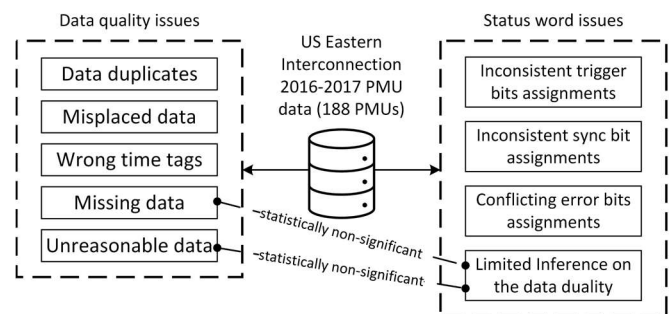 Data quality issues
Data duplicates
Misplaced data
Wrong time tags
Missing data
Unreasonable data
US Eastern
Interconnection
2016-2017 PMU
data (188 PMUs)
statistically non-significant
statistically non-significant
Status word issues
Inconsistent trigger
bits assignments
Inconsistent sync bit
assignments
Conflicting error bits
assignments
Limited Inference on
the data duality